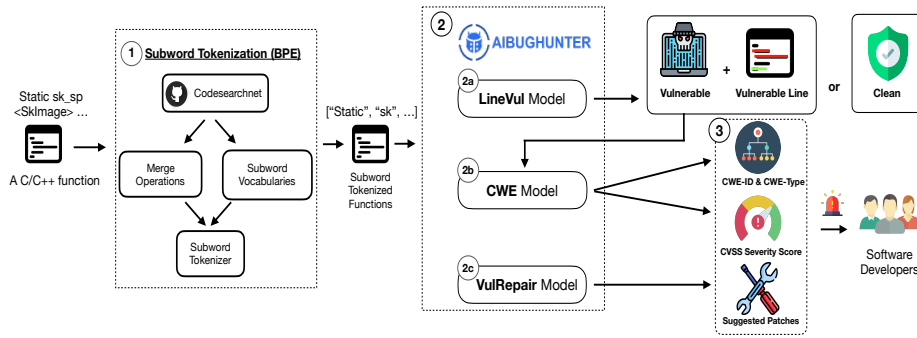 1
Subword Tokenization (BPE)
Codesearchnet
Merge
Operations
Subword
Vocabularies
Subword
Tokenizer
Static sk_sp
<SkImage> ...
A C/C++ function
["Static", "sk", ...]
Subword
Tokenized
Functions
2
AIBUGHUNTER
2a
LineVul Model
2b
CWE Model
2c
VulRepair Model
Vulnerable
+
Vulnerable Line
or
Clean
3
CWE-ID & CWE-Type
CVSS Severity Score
Suggested Patches
Software
Developers